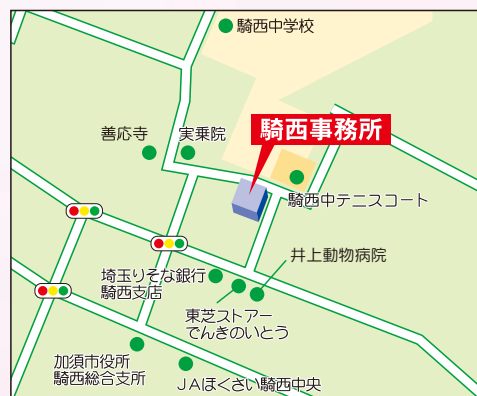 騎西中学校
騎西事務所
善応寺
実乗院
騎西中テニスコート
井上動物病院
埼玉りそな銀行
騎西支店
東芝ストアー
でんきのいとう
加須市役所
騎西総合支所
JAほくさい騎西中央